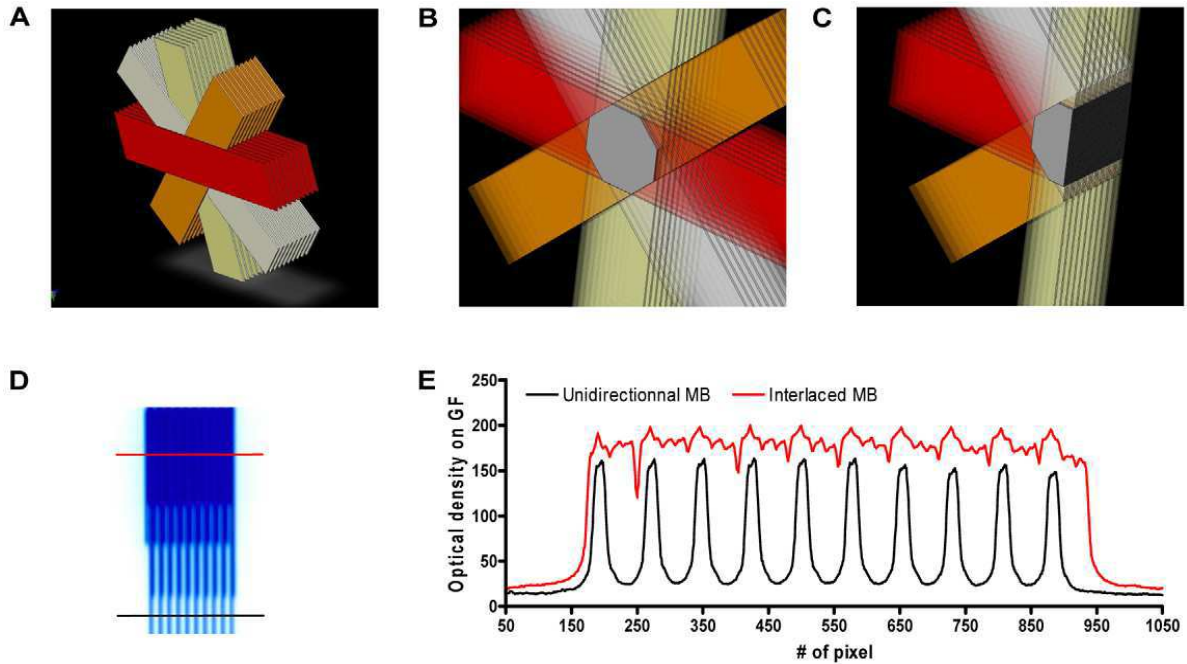 A
B
C
D
E
Unidirectionnal MB
Interlaced MB
Optical density on GF
250
200
150
100
50
0
50
150
250
350
450
550
650
750
850
950
1050
# of pixel